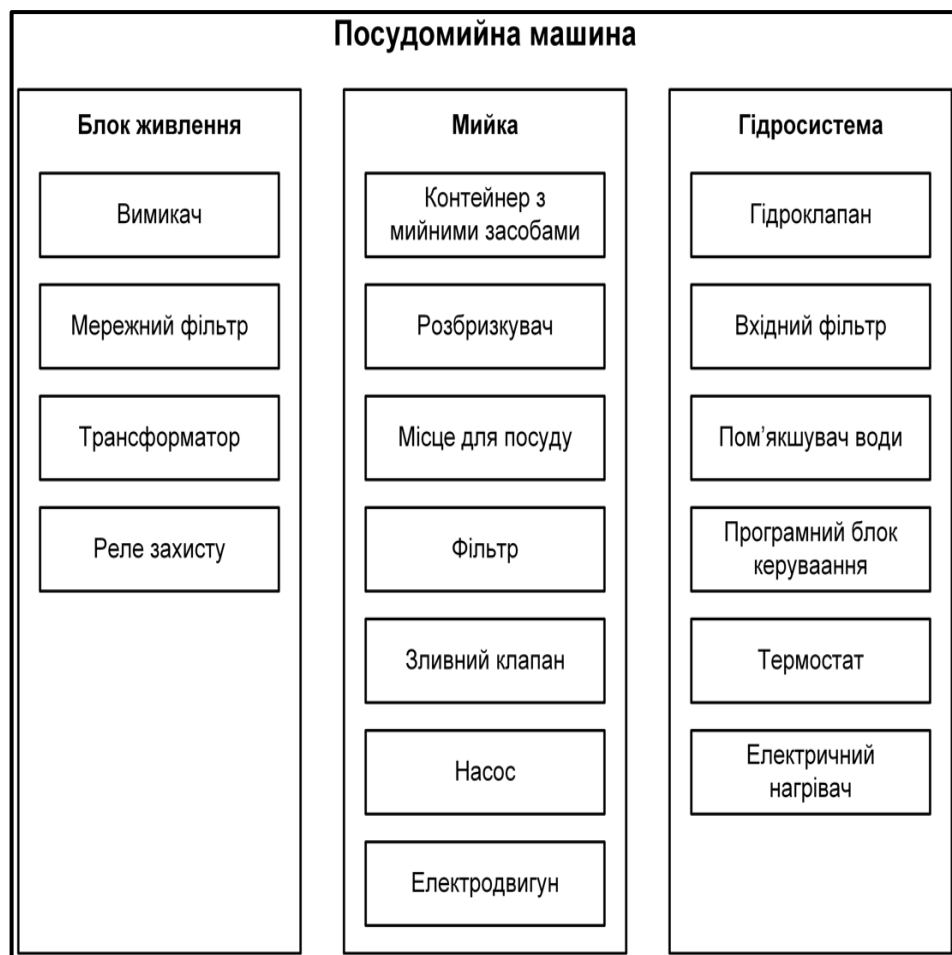 Посудомийна машина
Блок живлення
Вимикач
Мережний фільтр
Трансформатор
Реле захисту
Мийка
Контейнер з
мийними засобами
Розбризкувач
Місце для посуду
Фільтр
Зливний клапан
Насос
Електродвигун
Гідросистема
Гідроклапан
Вхідний фільтр
Пом’якшувач води
Програмний блок
керуваання
Термостат
Електричний
нагрівач